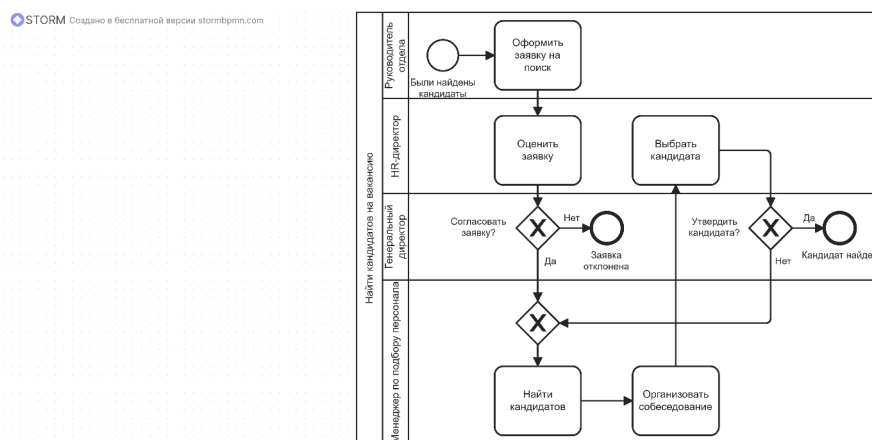 STORM Создано в бесплатной версии stormbpmn.com
Найти кандидатов на вакансию
Руководитель
отдела
Были найдены
кандидаты
Оформить
заявку на
поиск
HR-директор
Оценить
заявку
Выбрать
кандидата
Генеральный
директор
Согласовать
заявку?
Нет
Да
Заявка
отклонена
Утвердить
кандидата?
Да
Нет
Кандидат найде
Менеджер по подбору персонала
Найти
кандидатов
Организовать
собеседование